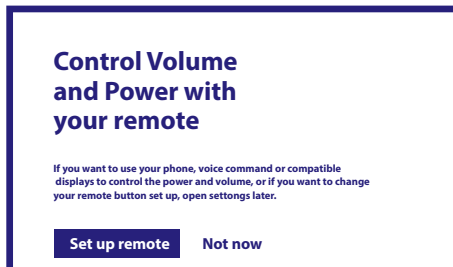 Control Volume
and Power with
your remote
If you want to use your phone, voice command or compatible
displays to control the power and volume, or if you want to change
your remote button set up, open settongs later.
Set up remote Not now